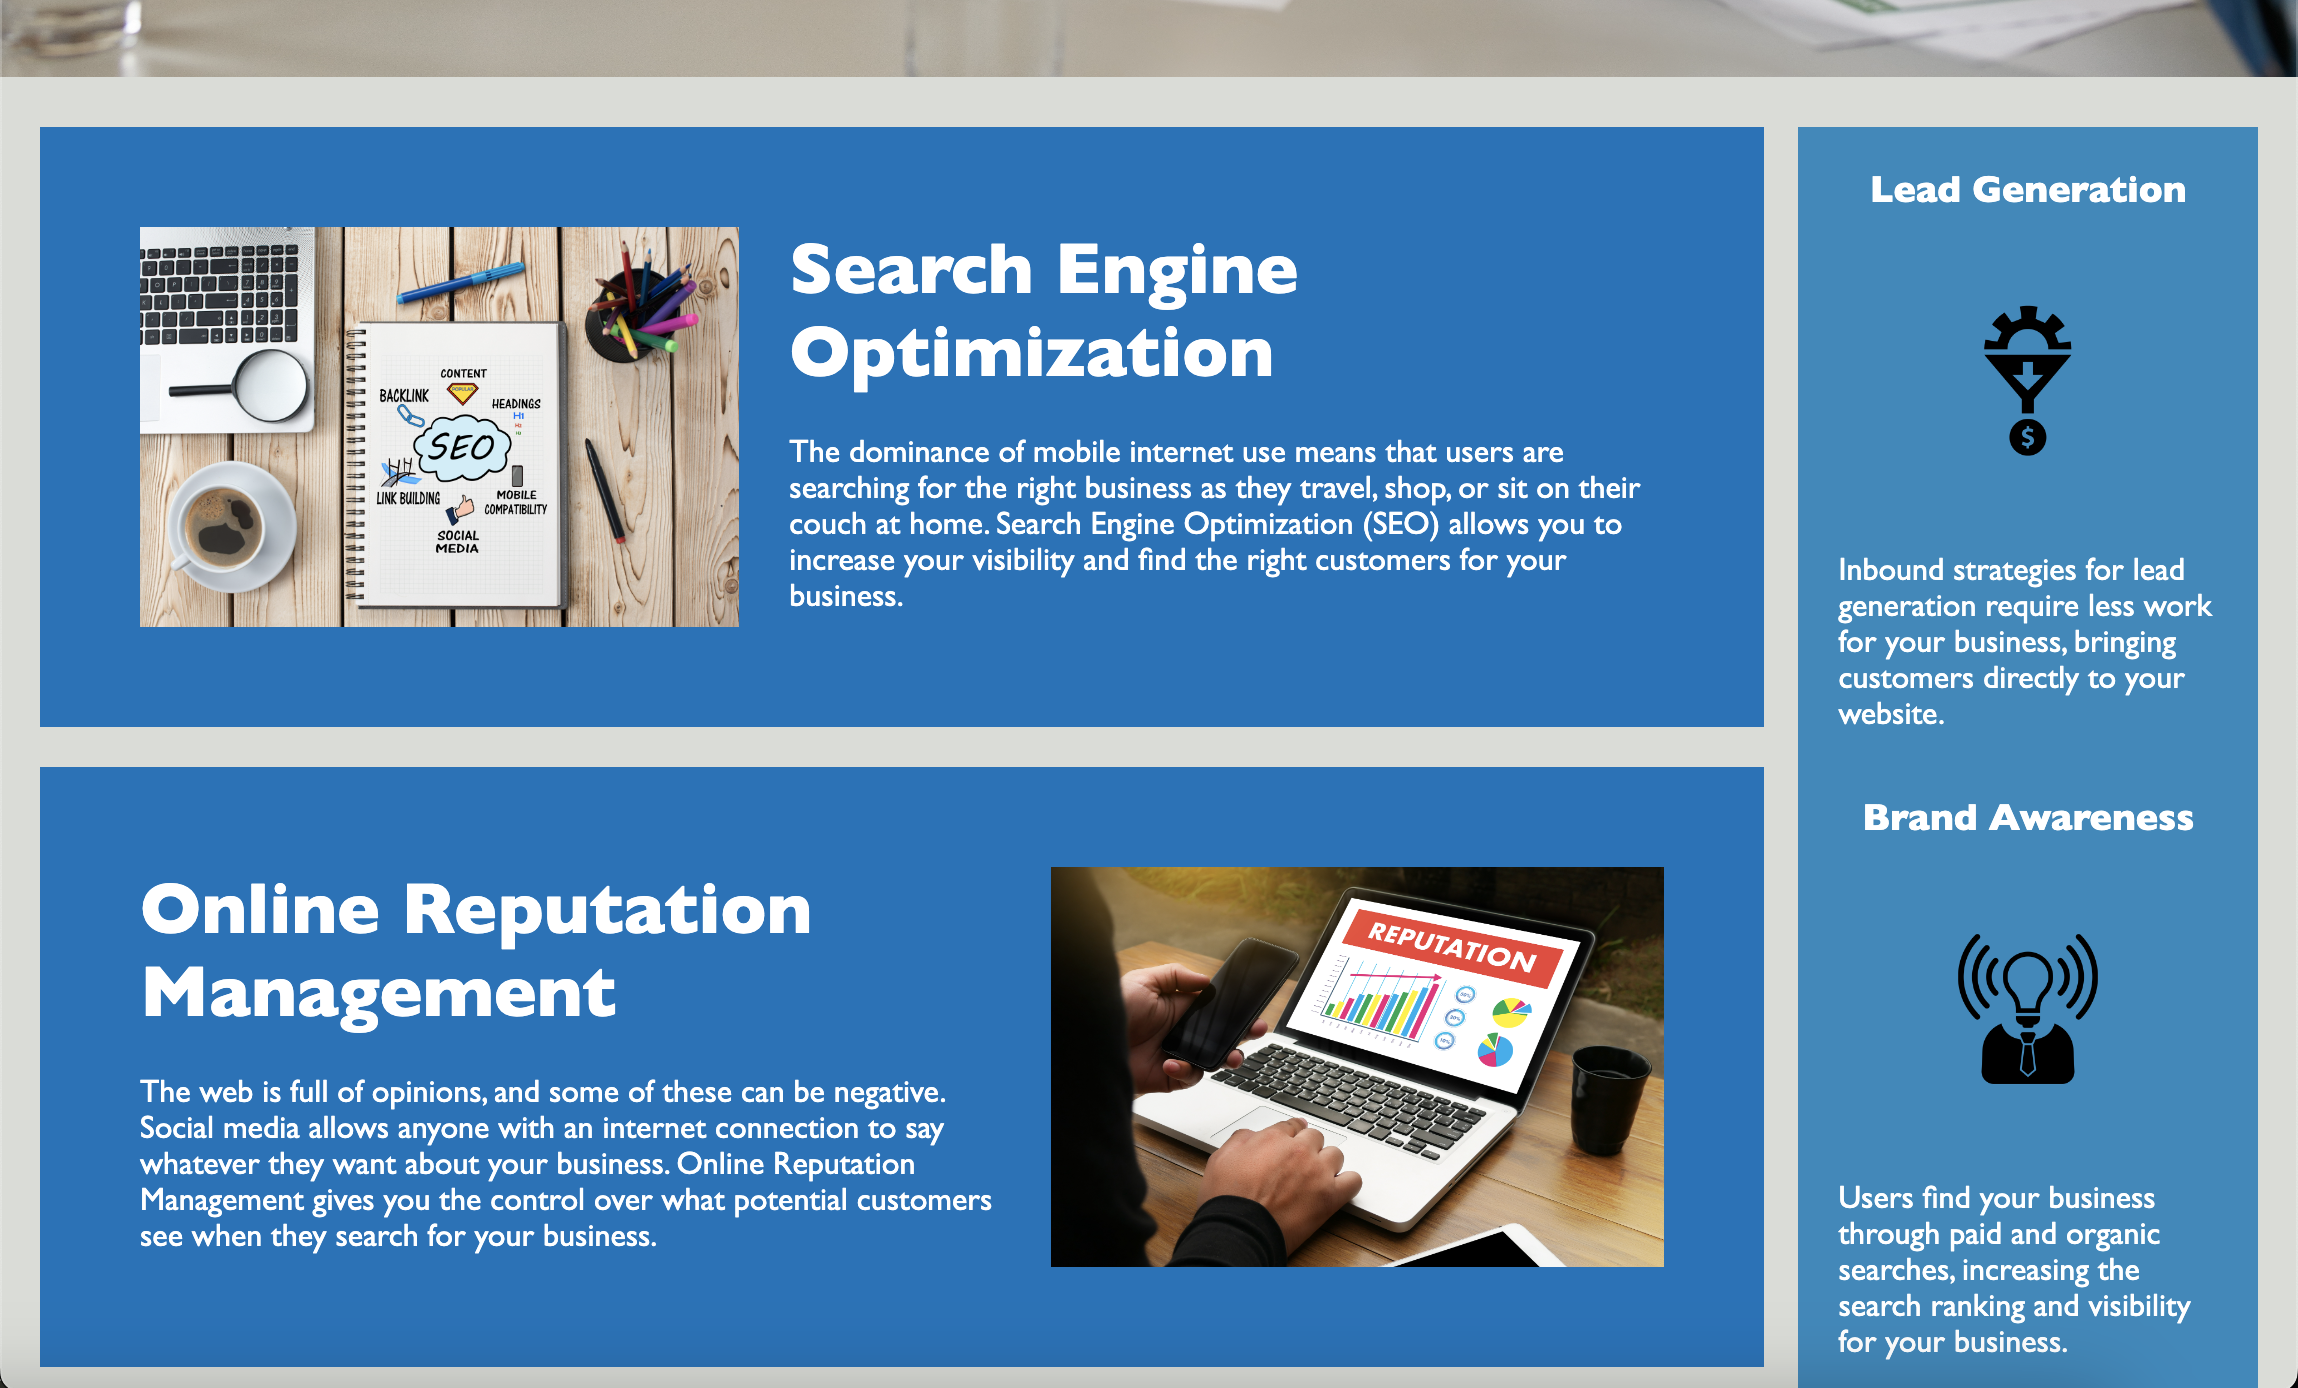 Search Engine
Optimization
The dominance of mobile internet use means that users are
searching for the right business as they travel, shop, or sit on their
couch at home. Search Engine Optimization (SEO) allows you to
increase your visibility and find the right customers for your
business.
CONTENT
POPULAR
BACKLINK
HEADINGS
H1
H2
H3
SEO
LINK BUILDING
MOBILE
COMPATIBILITY
SOCIAL
MEDIA
Online Reputation
Management
The web is full of opinions, and some of these can be negative.
Social media allows anyone with an internet connection to say
whatever they want about your business. Online Reputation
Management gives you the control over what potential customers
see when they search for your business.
REPUTATION
Lead Generation
$
Inbound strategies for lead
generation require less work
for your business, bringing
customers directly to your
website.
Brand Awareness
Users find your business
through paid and organic
searches, increasing the
search ranking and visibility
for your business.